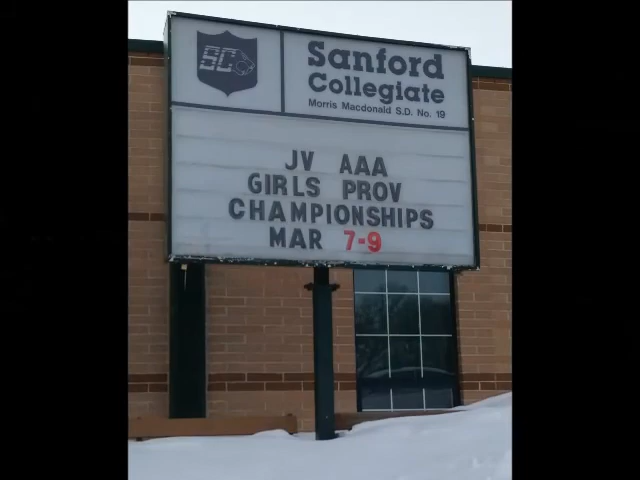 SC
Sanford
Collegiate
Morris Macdonald S.D. No. 19
JV AAA
GIRLS PROV
CHAMPIONSHIPS
MAR 7-9